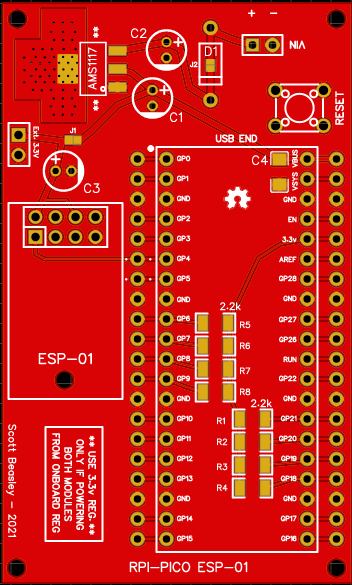 + -
C2
D1
VIN
AMS1117
**
**
J2
RESET
C1
Ext. 3.3V
J1
USB END
C4
VBUS
VSYS
C3
GP0
GP1
GND
GND
GP2
EN
GP3
3.3v
GP4
AREF
GP5
GP28
GND
GND
GP6
GP27
GP7
GP26
GP8
RUN
GP9
GP22
GND
GND
GP10
GP21
GP11
GP20
GP12
GP19
GP13
GP18
GND
GND
GP14
GP17
GP15
GP16
2.2k
R5
R6
R7
R8
2.2k
R1
R2
R3
R4
ESP-01
** USE 3.3v REG.**
ONLY IF POWERING
BOTH MODULES
FROM ONBOARD REG
Scott Beasley - 2021
RPI-PICO ESP-01